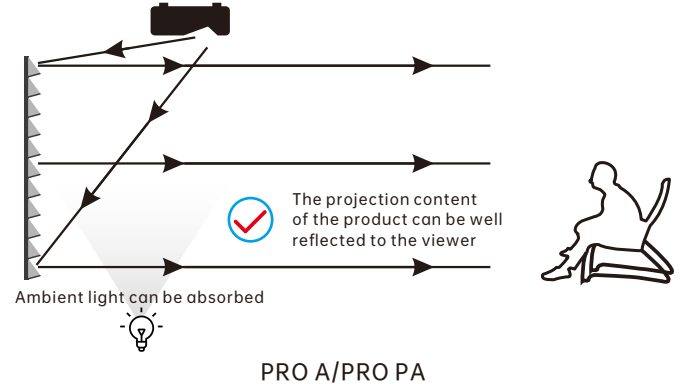 The projection content
of the product can be well
reflected to the viewer
Ambient light can be absorbed
PRO A/PRO PA